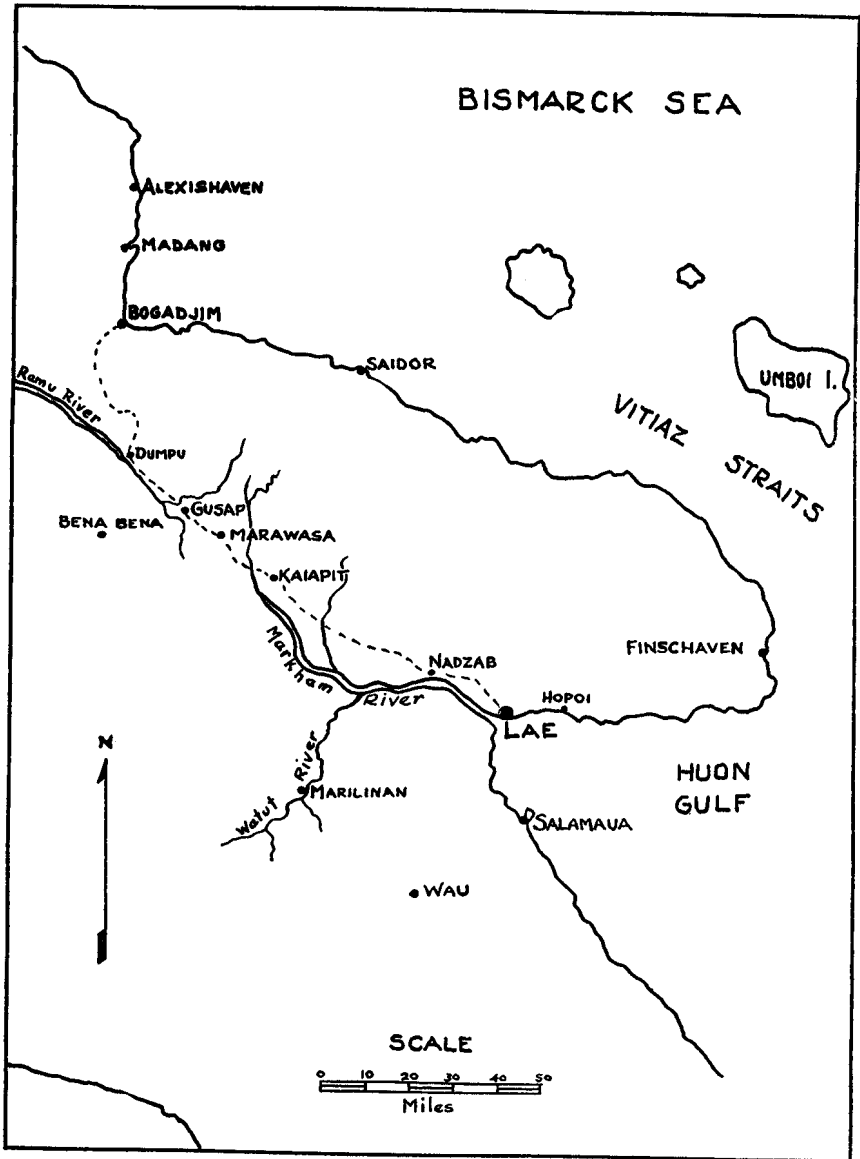 BISMARCK SEA
ALEXISHAVEN
MADANG
BOGADJIM
SAIDOR
UMBOI I.
Ramu River
VITIAZ
STRAITS
DUMPU
GUSAP
BENA BENA
MARAWASA
KAIAPIT
FINSCHAVEN
NADZAB
Markham
River
HOPOI
LAE
N
HUON
GULF
River
MARILINAN
Watut
SALAMAUA
WAU
SCALE
0 10 20 30 40 50
Miles